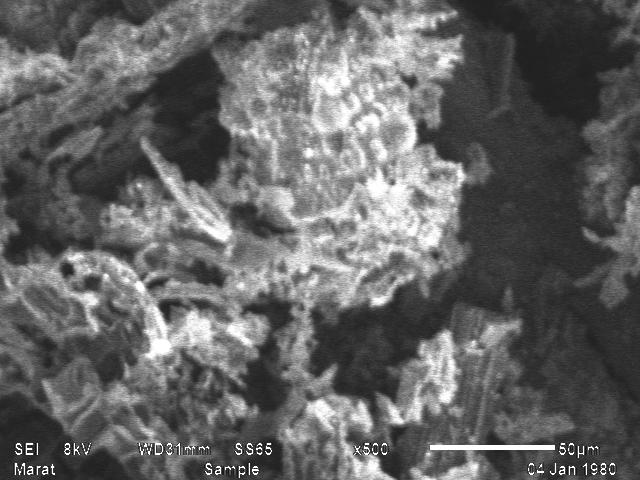 SEI 8kV WD31mm SS65 x500 50µm
Marat Sample 04 Jan 1980